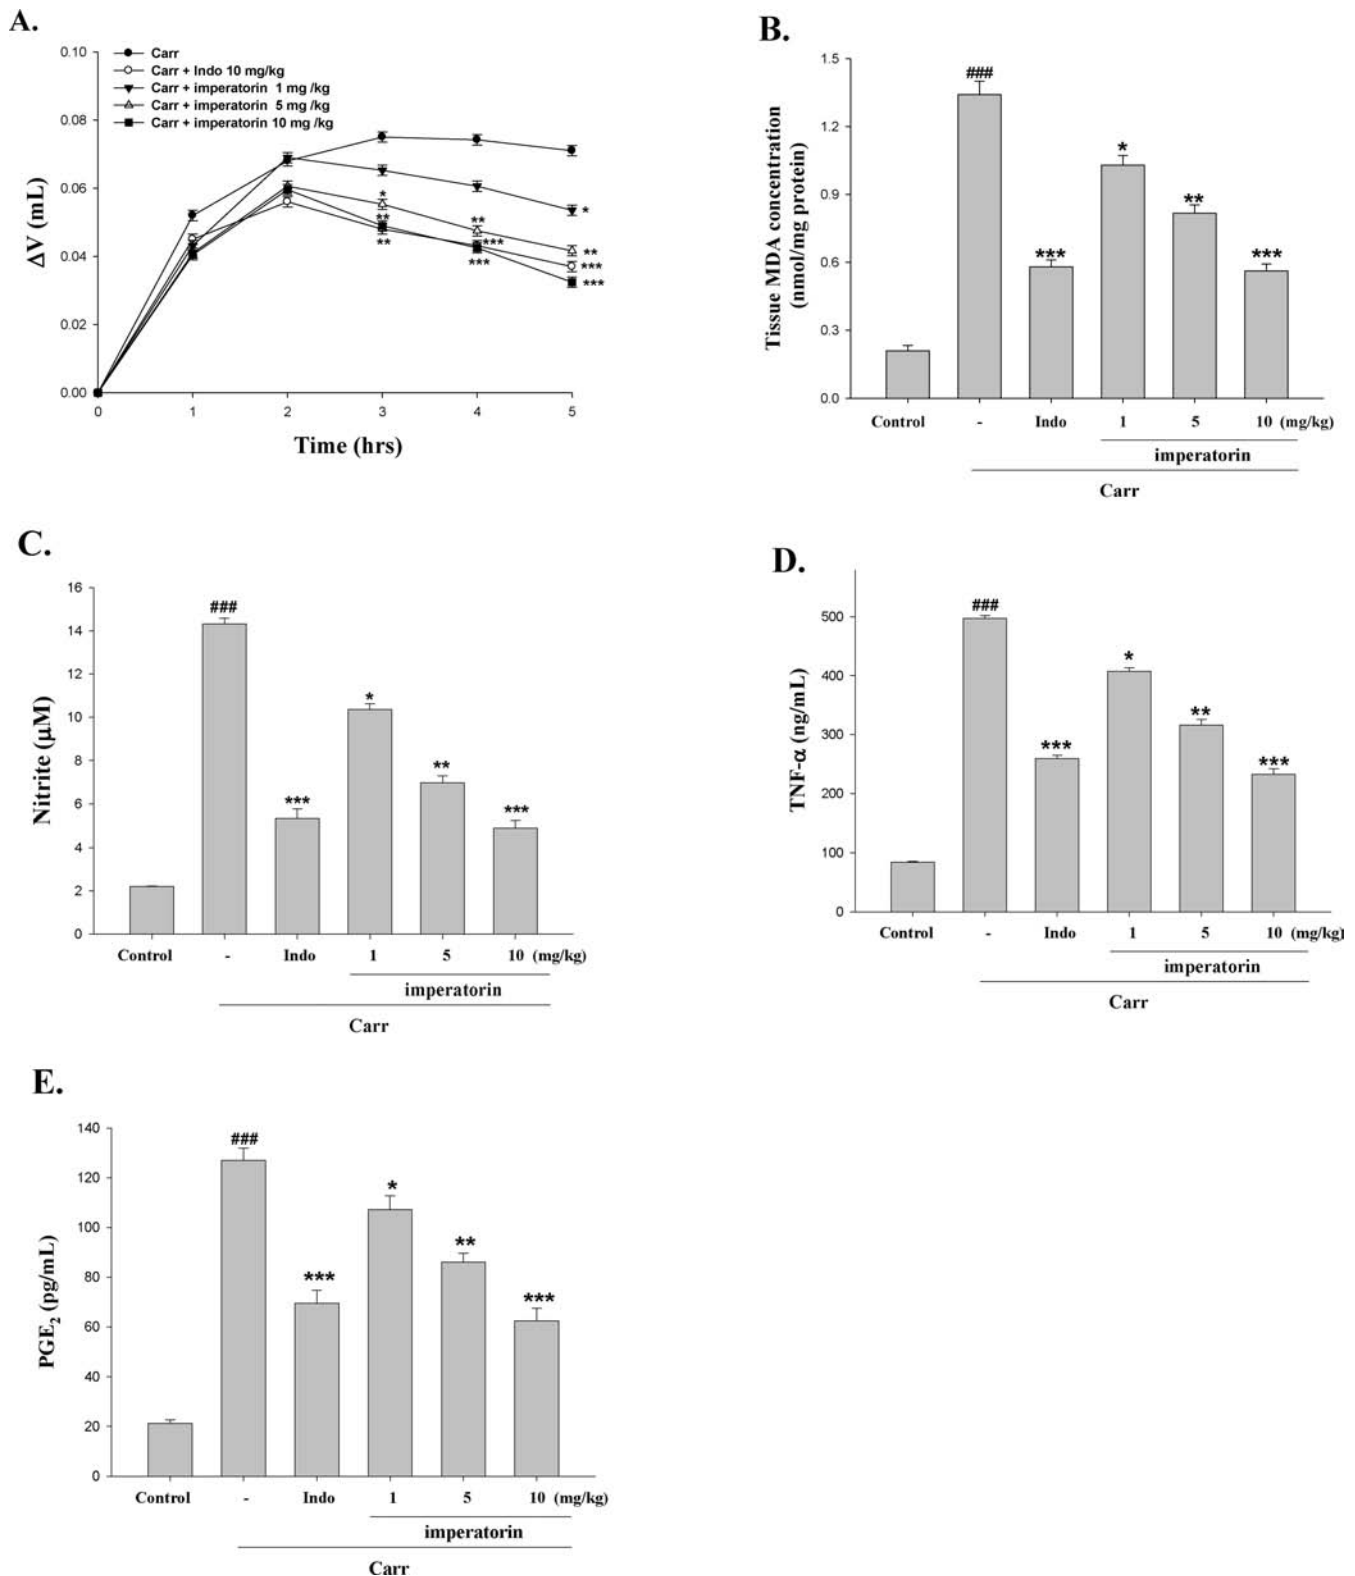 A.
Carr
Carr + Indo 10 mg/kg
Carr + imperatorin 1 mg /kg
Carr + imperatorin 5 mg /kg
Carr + imperatorin 10 mg /kg
0.10
0.08
0.06
0.04
0.02
0.00
ΔV (mL)
*
**
**
**
***
***
*
**
***
***
0 1 2 3 4 5
Time (hrs)
B.
Tissue MDA concentration
(nmol/mg protein)
1.5
1.2
0.9
0.6
0.3
0.0
###
***
*
**
***
Control - Indo 1 5 10 (mg/kg)
imperatorin
Carr
C.
Nitrite (μM)
16
14
12
10
8
6
4
2
0
###
***
*
**
***
Control - Indo 1 5 10 (mg/kg)
imperatorin
Carr
D.
TNF-α (ng/mL)
500
400
300
200
100
0
###
***
*
**
***
Control - Indo 1 5 10 (mg/kg)
imperatorin
Carr
E.
PGE2 (pg/mL)
140
120
100
80
60
40
20
0
###
***
*
**
***
Control - Indo 1 5 10 (mg/kg)
imperatorin
Carr